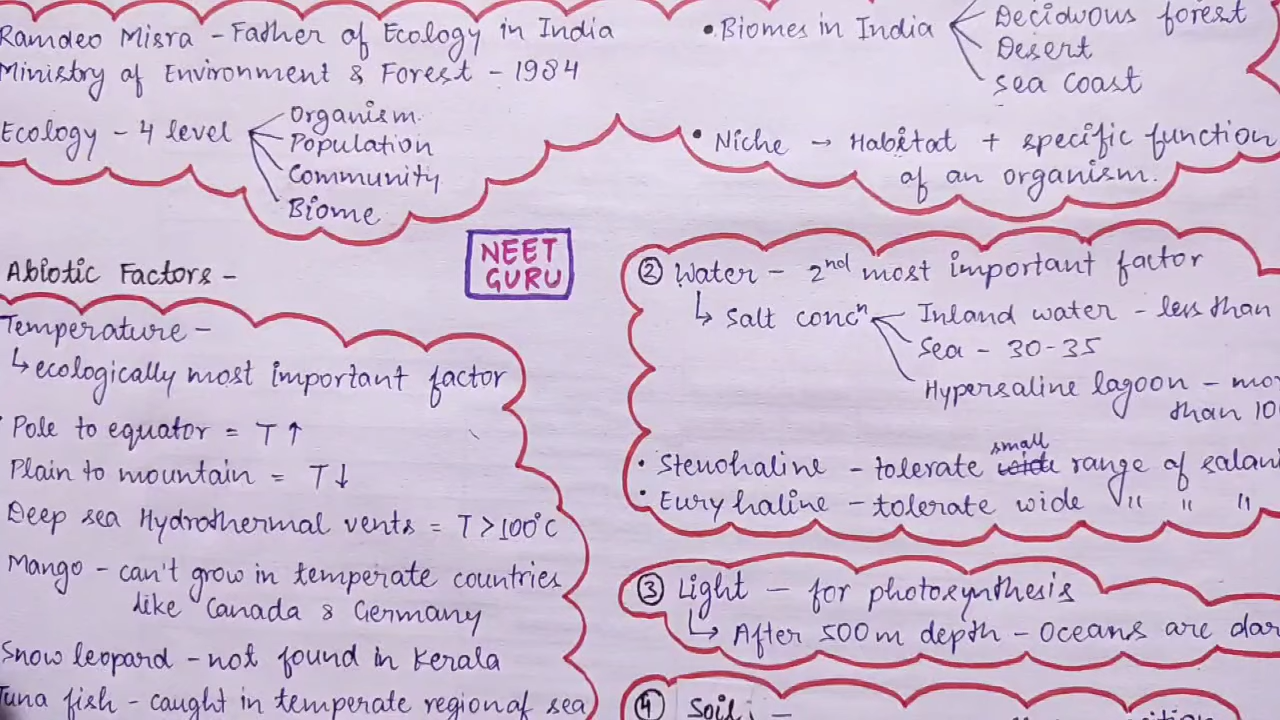 Ramdeo Misra - Father of Ecology in India
Ministry of Environment & Forest - 1984
Ecology - 4 level
Organism
Population
Community
Biome
• Biomes in India
Deciduous forest
Desert
Sea coast
• Niche → Habitat + specific function
of an organism.
NEET
GURU
Abiotic Factors -
Temperature -
↳ ecologically most important factor
Pole to equator = T ↑
Plain to mountain = T ↓
Deep sea Hydrothermal vents = T > 100°C
Mango - can't grow in temperate countries
like Canada & Germany
Snow leopard - not found in Kerala
Tuna fish - caught in temperate region of sea
② Water - 2nd most important factor
↳ Salt concn
Inland water - less than
Sea - 30-35
Hypersaline lagoon -
than
• Stenohaline - tolerate small range of
• Euryhaline - tolerate wide " " "
③ Light - for photosynthesis
↳ After 500m depth - Oceans are
④ Soil : -